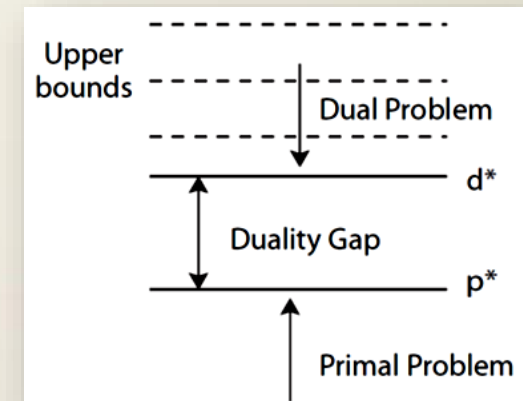 Upper
bounds
Dual Problem
d*
Duality Gap
p*
Primal Problem